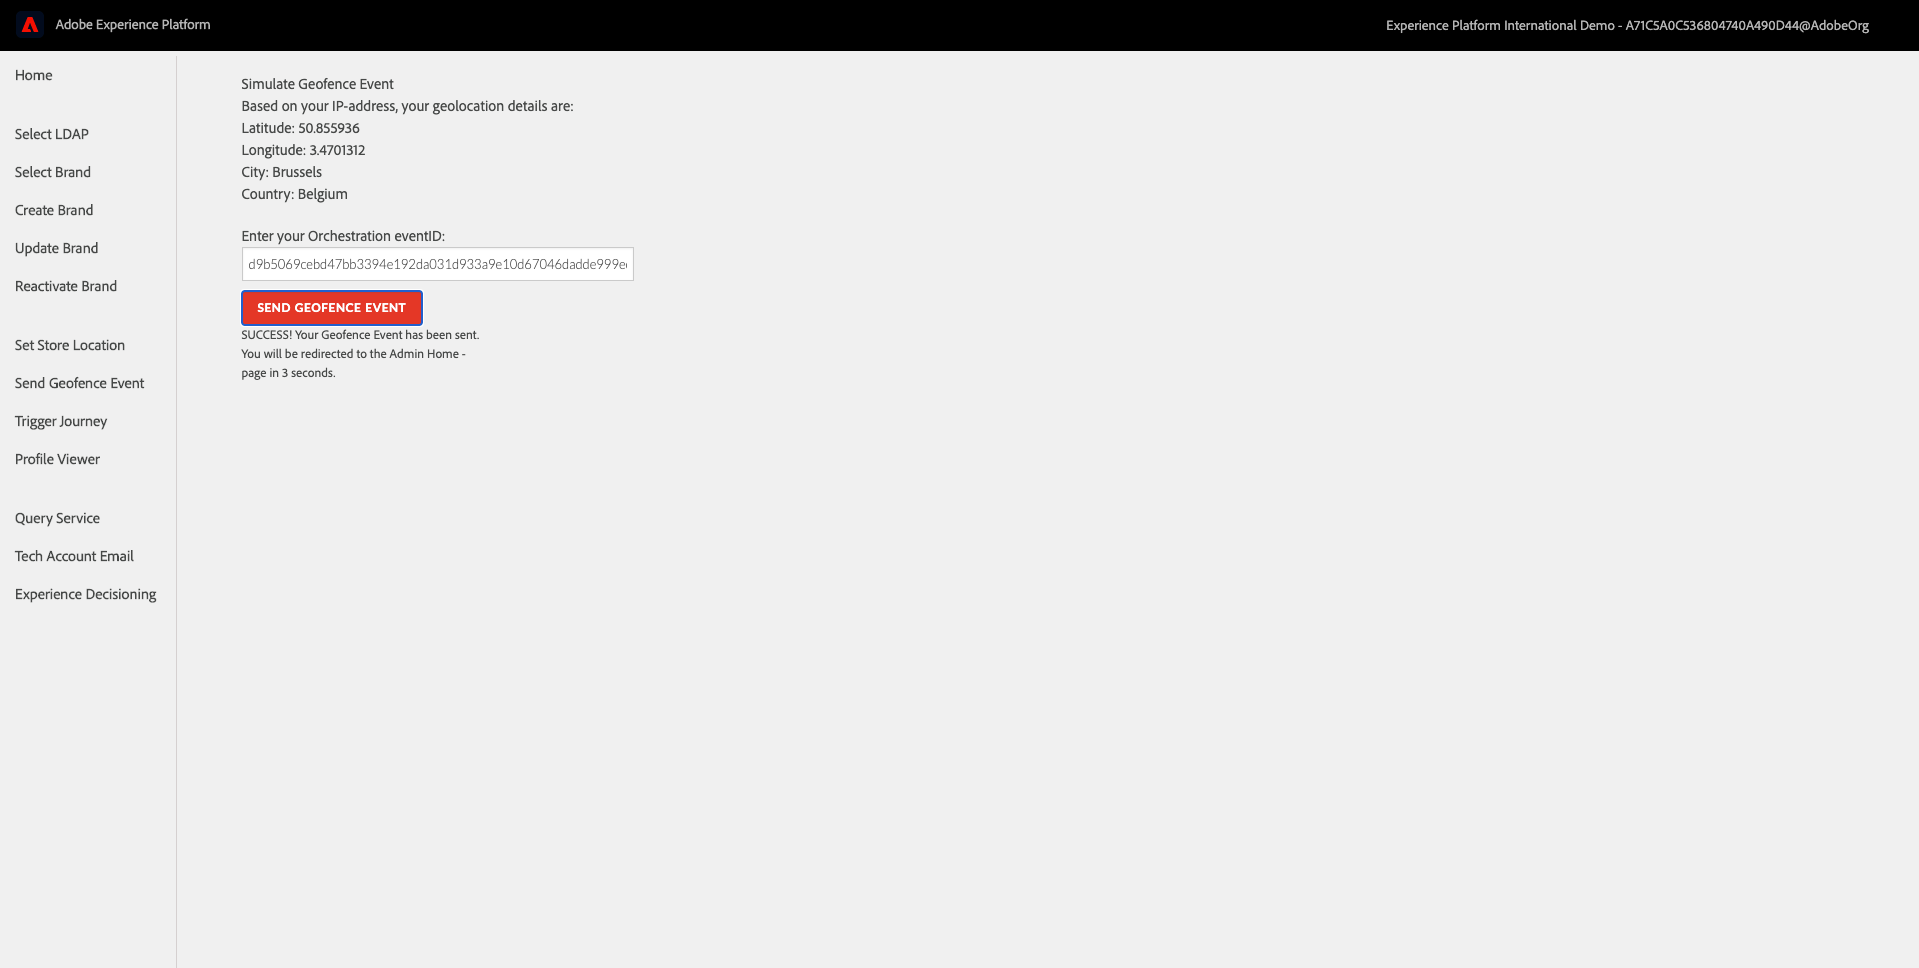 Adobe Experience Platform
Experience Platform International Demo - A71C5A0C536804740A490D44@AdobeOrg
Home
Select LDAP
Select Brand
Create Brand
Update Brand
Reactivate Brand
Set Store Location
Send Geofence Event
Trigger Journey
Profile Viewer
Query Service
Tech Account Email
Experience Decisioning
Simulate Geofence Event
Based on your IP-address, your geolocation details are:
Latitude: 50.855936
Longitude: 3.4701312
City: Brussels
Country: Belgium
Enter your Orchestration eventID:
d9b5069cebd47bb3394e192da031d933a9e10d67046dadde999e
SEND GEOFENCE EVENT
SUCCESS! Your Geofence Event has been sent.
You will be redirected to the Admin Home -
page in 3 seconds.